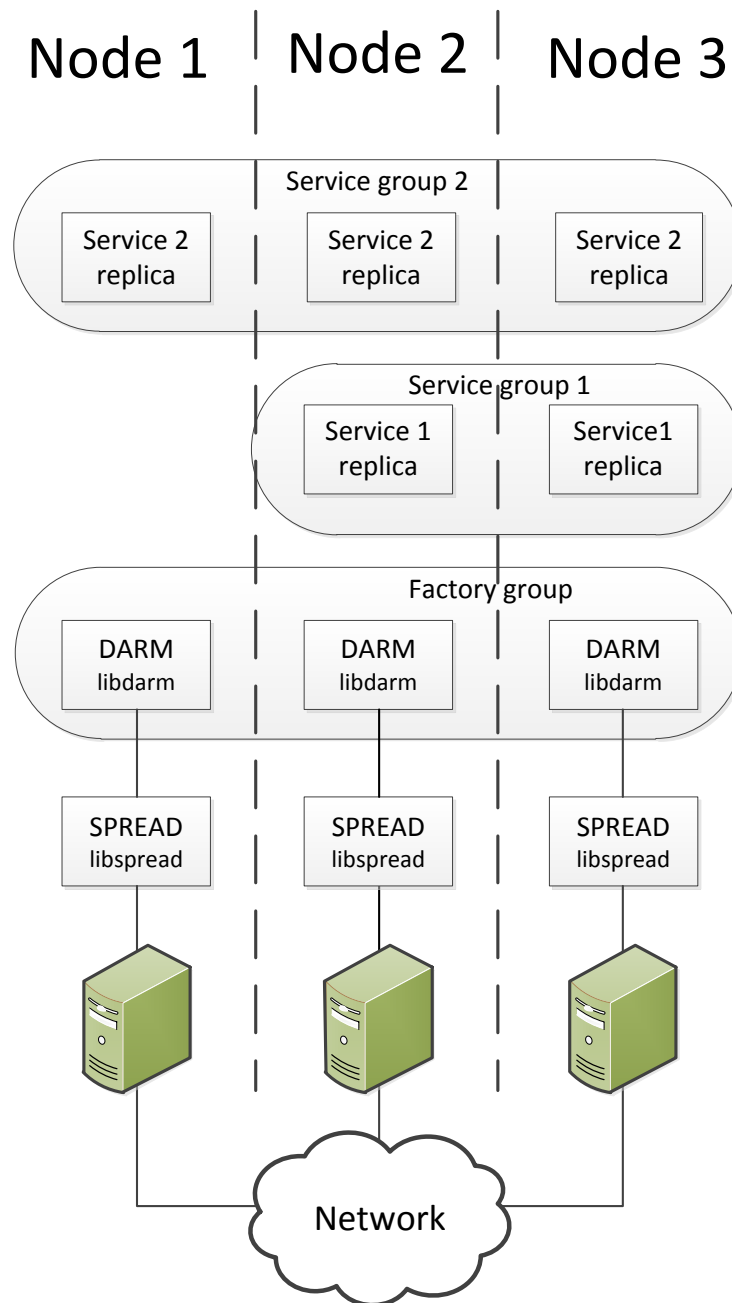 Node 1
Node 2
Node 3
Service group 2
Service 2
replica
Service 2
replica
Service 2
replica
Service group 1
Service 1
replica
Service1
replica
Factory group
DARM
libdarm
DARM
libdarm
DARM
libdarm
SPREAD
libspread
SPREAD
libspread
SPREAD
libspread
Network